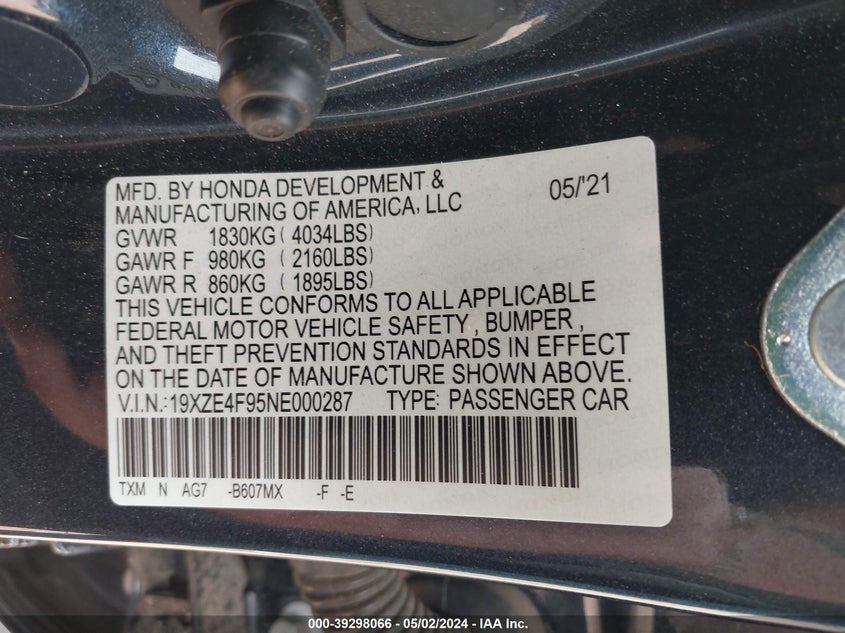 MFD. BY HONDA DEVELOPMENT & 05/'21
MANUFACTURING OF AMERICA, LLC
GVWR 1830KG ( 4034LBS)
GAWR F 980KG ( 2160LBS)
GAWR R 860KG ( 1895LBS)
THIS VEHICLE CONFORMS TO ALL APPLICABLE
FEDERAL MOTOR VEHICLE SAFETY , BUMPER ,
AND THEFT PREVENTION STANDARDS IN EFFECT
ON THE DATE OF MANUFACTURE SHOWN ABOVE.
V.I.N.:19XZE4F95NE000287 TYPE: PASSENGER CAR
TXM N AG7 -B607MX -F -E
000-39298066 - 05/02/2024 - IAA Inc.